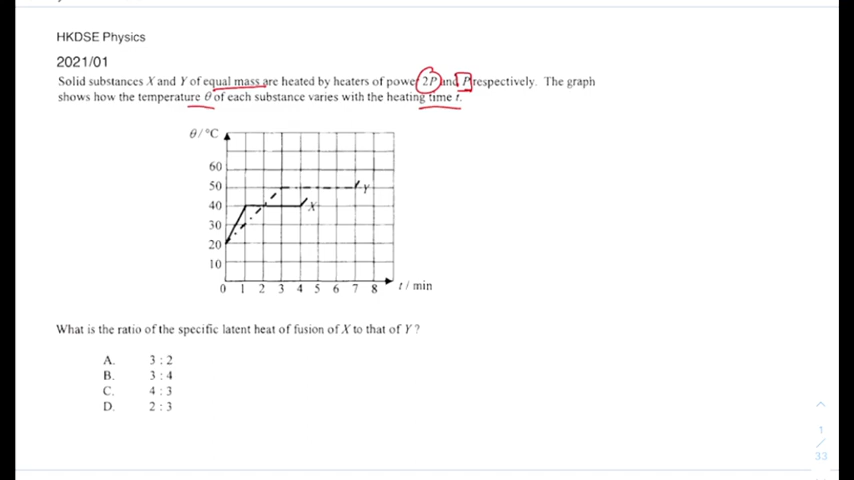 HKDSE Physics
2021/01
Solid substances X and Y of equal mass are heated by heaters of power 2P and P respectively. The graph
shows how the temperature θ of each substance varies with the heating time t.
θ/°C
60
50
Y
40
X
30
20
10
0 1 2 3 4 5 6 7 8 t / min
What is the ratio of the specific latent heat of fusion of X to that of Y?
A. 3 : 2
B. 3 : 4
C. 4 : 3
D. 2 : 3
1
/
33